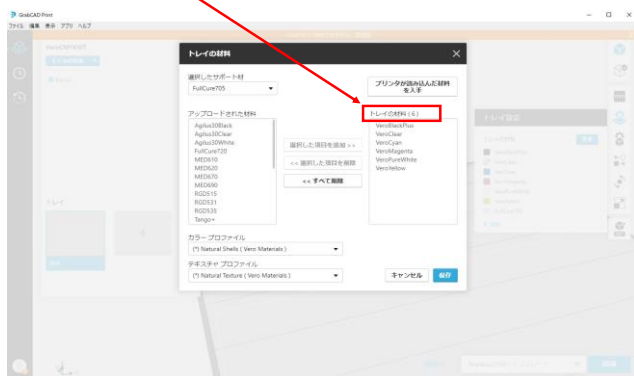 GrabCAD Print
ファイル 編集 表示 アプリ ヘルプ
トレイの材料
選択したサポート材
FullCure705
プリンタが読み込んだ材料
を入手
アップロードされた材料
トレイの材料 ( 6 )
Agilus30Black
Agilus30Clear
Agilus30White
FullCure720
MED610
MED620
MED670
MED690
RGD515
RGD531
RGD535
Tango+
選択した項目を追加 >>
<< 選択した項目を削除
<< すべて削除
VeroBlackPlus
VeroClear
VeroCyan
VeroMagenta
VeroPureWhite
VeroYellow
カラー プロファイル
(*) Natural Shells ( Vero Materials )
テキスチャ プロファイル
(*) Natural Texture ( Vero Materials )
キャンセル
保存
トレイ設定
トレイ